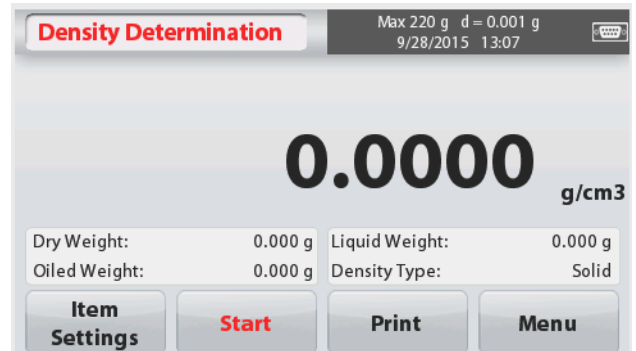 Density Determination
Max 220 g d = 0.001 g
9/28/2015 13:07
0.0000
g/cm3
Dry Weight: 0.000 g Liquid Weight: 0.000 g
Oiled Weight: 0.000 g Density Type: Solid
Item
Settings
Start
Print
Menu